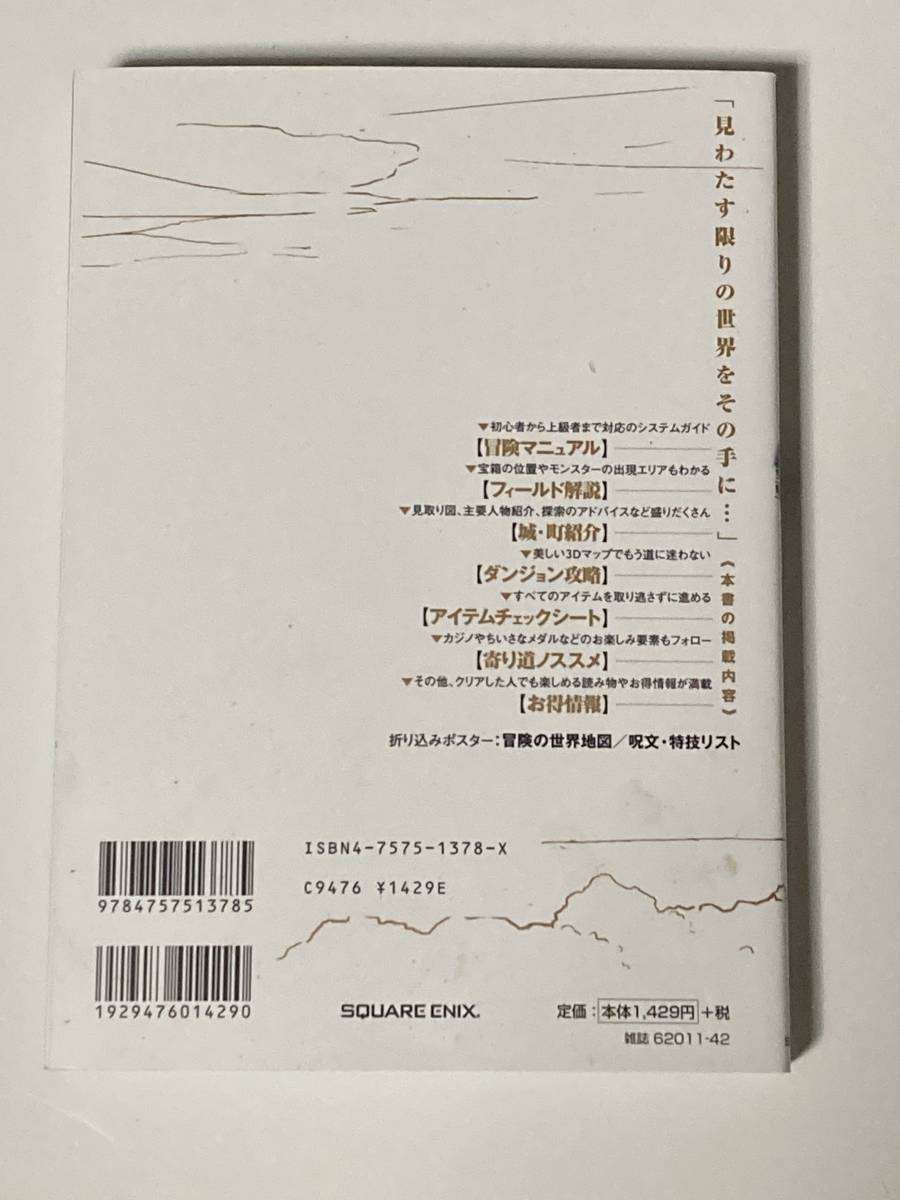 「見わたす限りの世界をその手に…」
《本書の掲載内容》
▼初心者から上級者まで対応のシステムガイド
【冒険マニュアル】
▼宝箱の位置やモンスターの出現エリアもわかる
【フィールド解説】
▼見取り図、主要人物紹介、探索のアドバイスなど盛りだくさん
【城・町紹介】
▼美しい3Dマップでもう道に迷わない
【ダンジョン攻略】
▼すべてのアイテムを取り逃さずに進める
【アイテムチェックシート】
▼カジノやちいさなメダルなどのお楽しみ要素もフォロー
【寄り道ノススメ】
▼その他、クリアした人でも楽しめる読み物やお得情報が満載
【お得情報】
折り込みポスター：冒険の世界地図／呪文・特技リスト
ISBN4-7575-1378-X
C9476 ¥1429E
9784757513785
1929476014290
SQUARE ENIX.
定価：本体1,429円+税
雑誌 62011-42